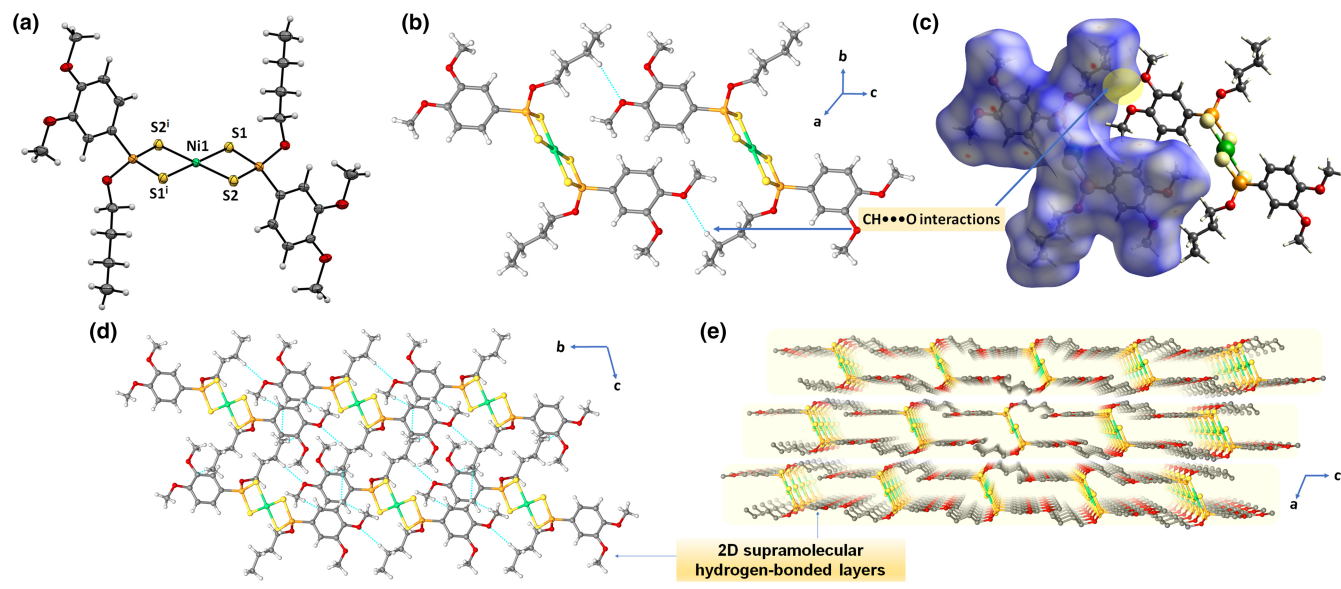 (a)
S2i
Ni1
S1
S1i
S2
(b)
b
c
a
CH•••O interactions
(c)
(d)
b
c
2D supramolecular
hydrogen-bonded layers
(e)
c
a